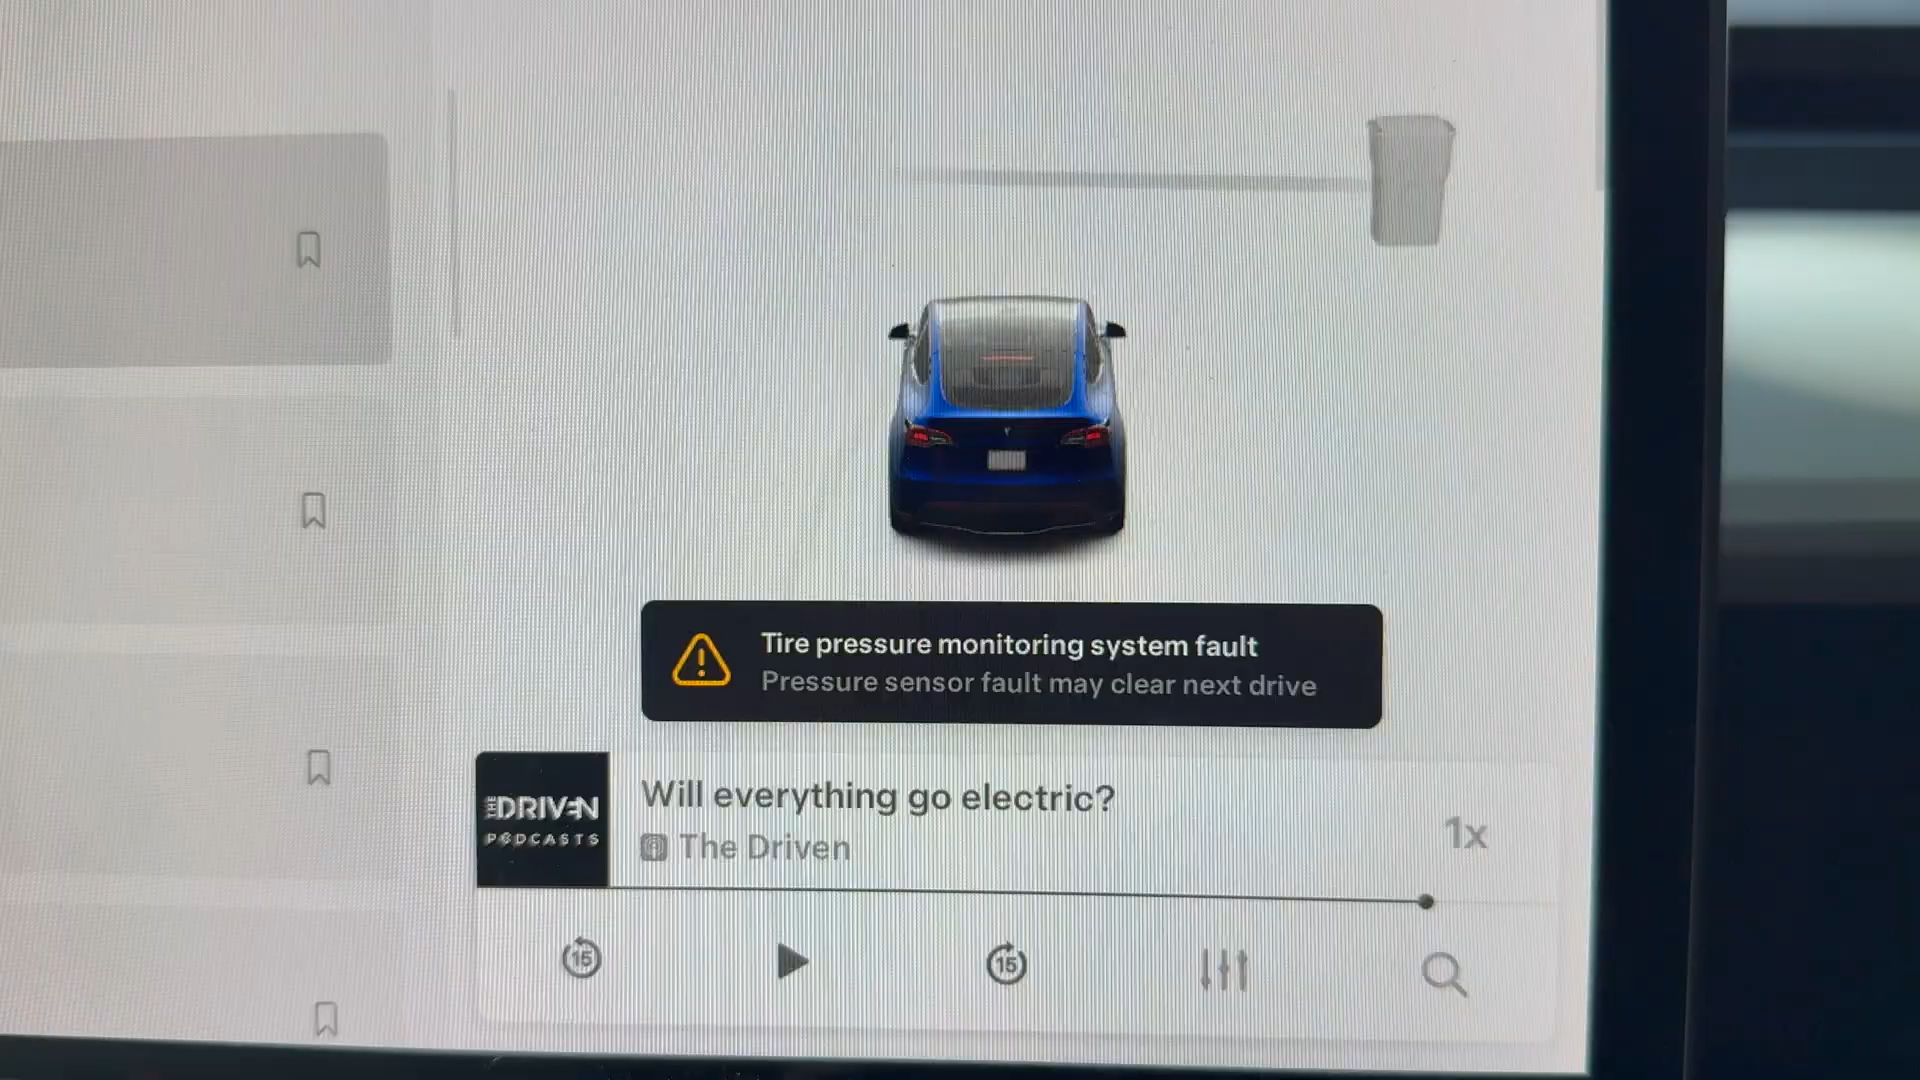 Tire pressure monitoring system fault
Pressure sensor fault may clear next drive
THE DRIVEN
PODCASTS
Will everything go electric?
The Driven
1x
15
15